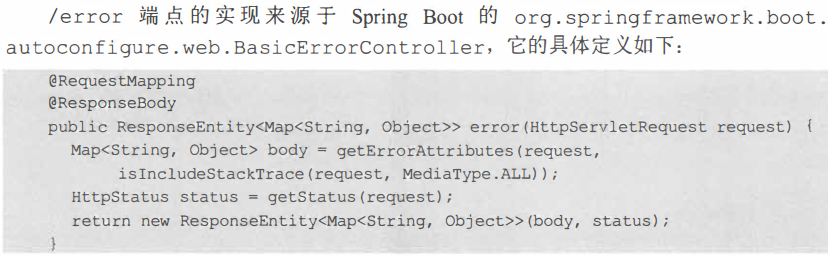 /error 端点的实现来源于 Spring Boot 的 org.springframework.boot.
autoconfigure.web.BasicErrorController，它的具体定义如下：
@RequestMapping
@ResponseBody
public ResponseEntity<Map<String, Object>> error(HttpServletRequest request) {
Map<String, Object> body = getErrorAttributes(request,
isIncludeStackTrace(request, MediaType.ALL));
HttpStatus status = getStatus(request);
return new ResponseEntity<Map<String, Object>>(body, status);
}